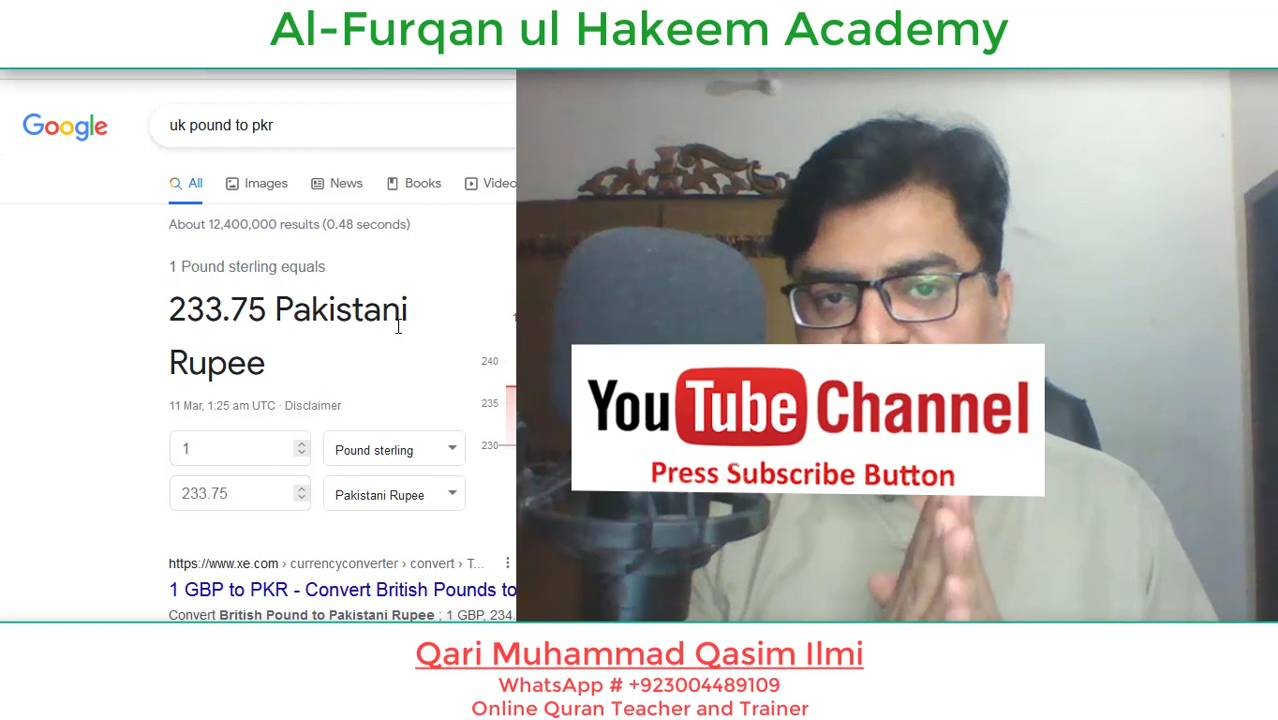 Al-Furqan ul Hakeem Academy
Google
uk pound to pkr
All Images News Books Video
About 12,400,000 results (0.48 seconds)
1 Pound sterling equals
233.75 Pakistani
Rupee
11 Mar, 1:25 am UTC · Disclaimer
1 Pound sterling
233.75 Pakistani Rupee
240
235
230
https://www.xe.com › currencyconverter › convert › T...
1 GBP to PKR - Convert British Pounds to
Convert British Pound to Pakistani Rupee ; 1 GBP, 234.
YouTube Channel
Press Subscribe Button
Qari Muhammad Qasim Ilmi
WhatsApp # +923004489109
Online Quran Teacher and Trainer